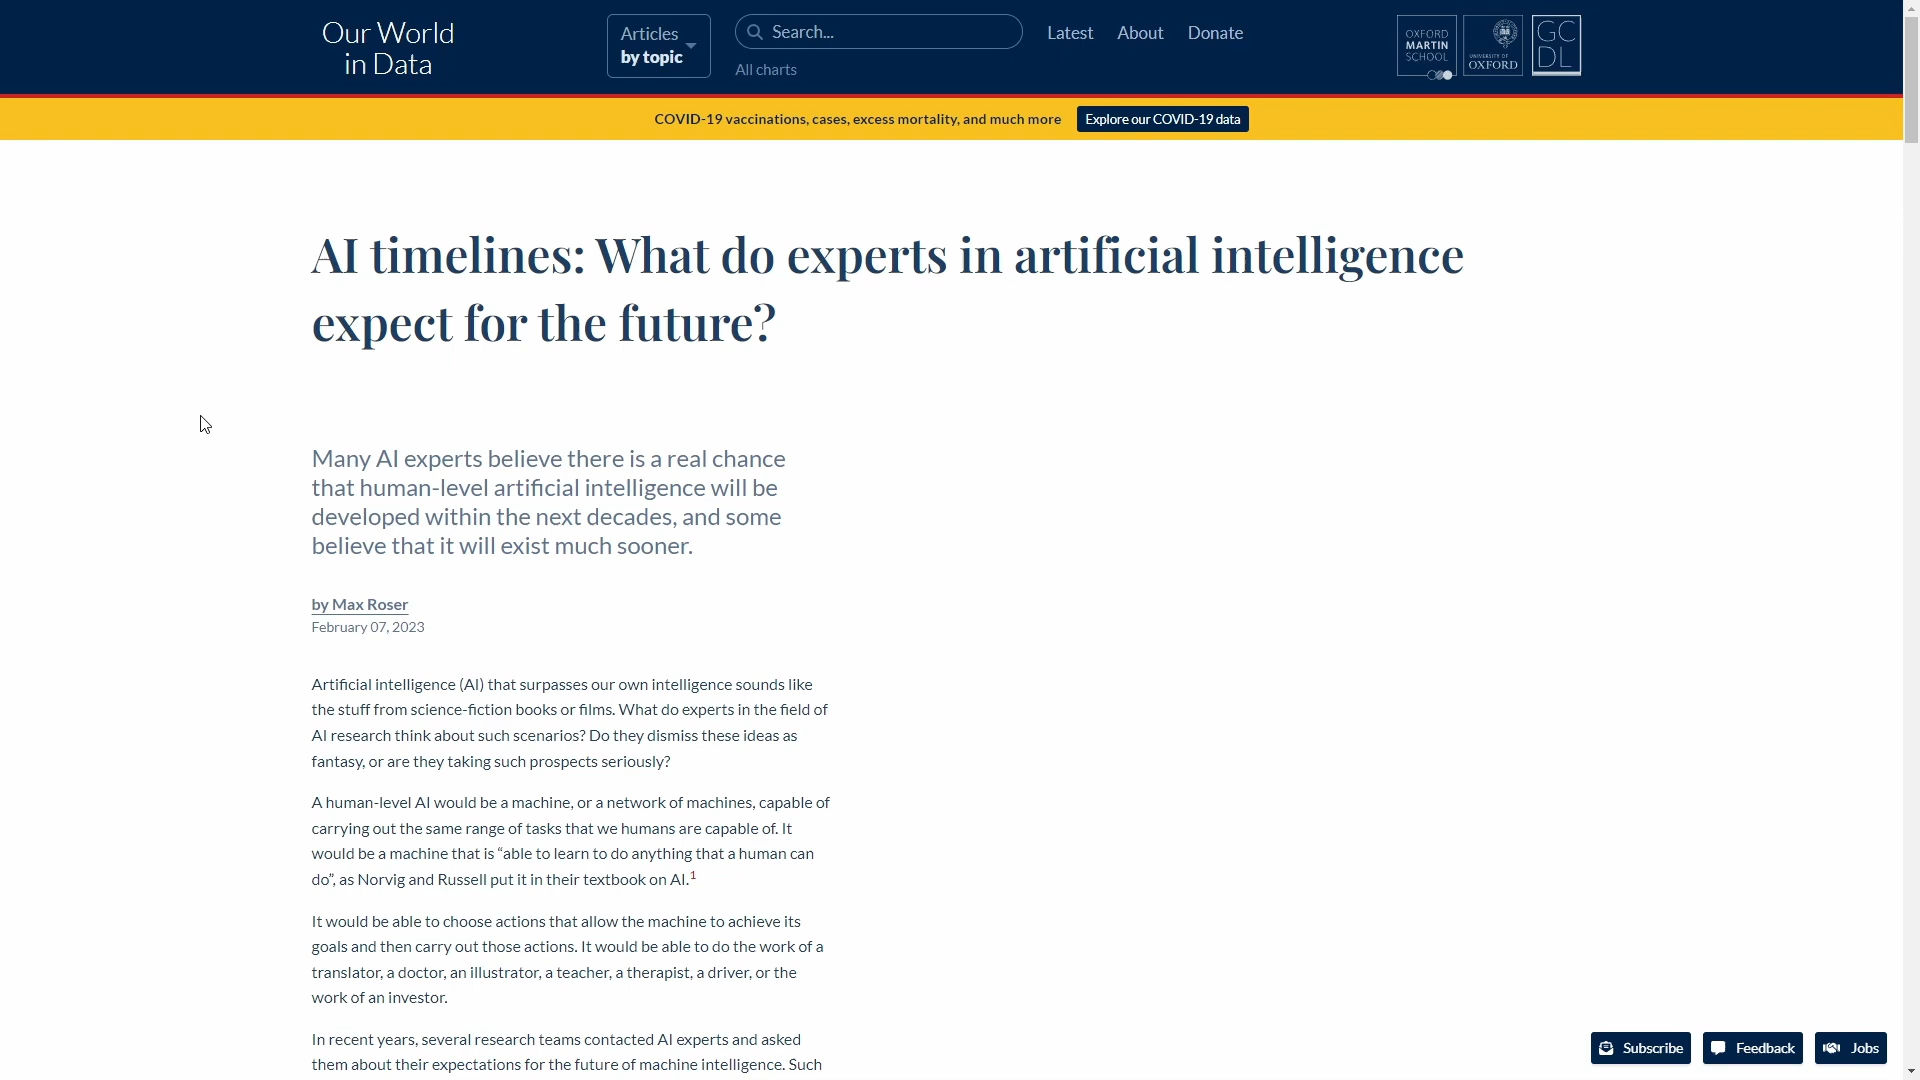 Our World
in Data
Articles
by topic
Search...
All charts
Latest
About
Donate
OXFORD
MARTIN
SCHOOL
UNIVERSITY OF
OXFORD
GC
DL
COVID-19 vaccinations, cases, excess mortality, and much more
Explore our COVID-19 data
AI timelines: What do experts in artificial intelligence
expect for the future?
Many AI experts believe there is a real chance
that human-level artificial intelligence will be
developed within the next decades, and some
believe that it will exist much sooner.
by Max Roser
February 07, 2023
Artificial intelligence (AI) that surpasses our own intelligence sounds like
the stuff from science-fiction books or films. What do experts in the field of
AI research think about such scenarios? Do they dismiss these ideas as
fantasy, or are they taking such prospects seriously?
A human-level AI would be a machine, or a network of machines, capable of
carrying out the same range of tasks that we humans are capable of. It
would be a machine that is “able to learn to do anything that a human can
do”, as Norvig and Russell put it in their textbook on AI.1
It would be able to choose actions that allow the machine to achieve its
goals and then carry out those actions. It would be able to do the work of a
translator, a doctor, an illustrator, a teacher, a therapist, a driver, or the
work of an investor.
In recent years, several research teams contacted AI experts and asked
them about their expectations for the future of machine intelligence. Such
Subscribe
Feedback
Jobs